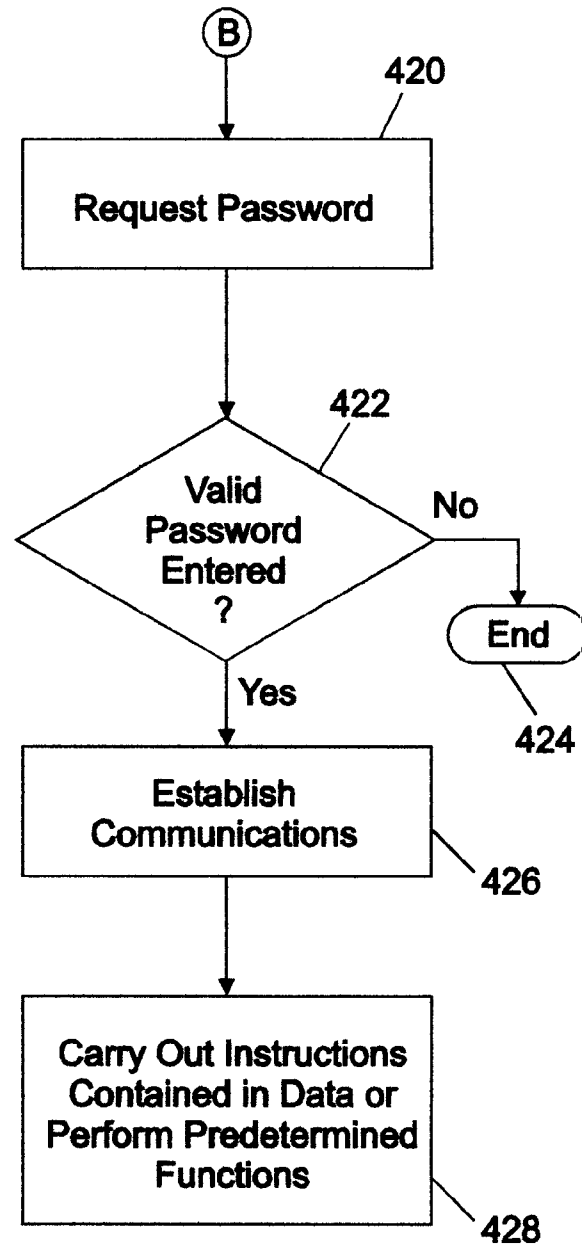 B
420
Request Password
422
Valid
Password
Entered
?
No
End
424
Yes
Establish
Communications
426
Carry Out Instructions
Contained in Data or
Perform Predetermined
Functions
428